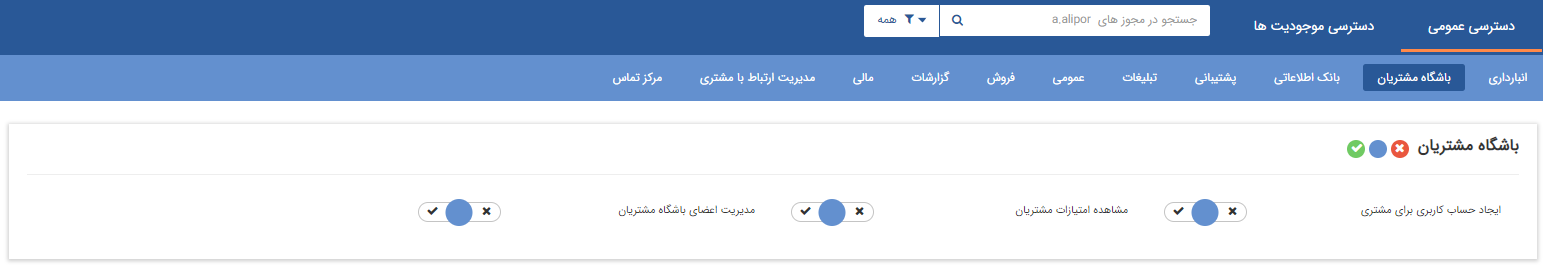 دسترسی عمومی
دسترسی موجودیت ها
جستجو در مجوز های a,alipor
همه
انبارداری
باشگاه مشتریان
بانک اطلاعاتی
پشتیبانی
تبلیغات
عمومی
فروش
گزارشات
مالی
مدیریت ارتباط با مشتری
مرکز تماس
باشگاه مشتریان
ایجاد حساب کاربری برای مشتری
مشاهده امتیازات مشتریان
مدیریت اعضای باشگاه مشتریان